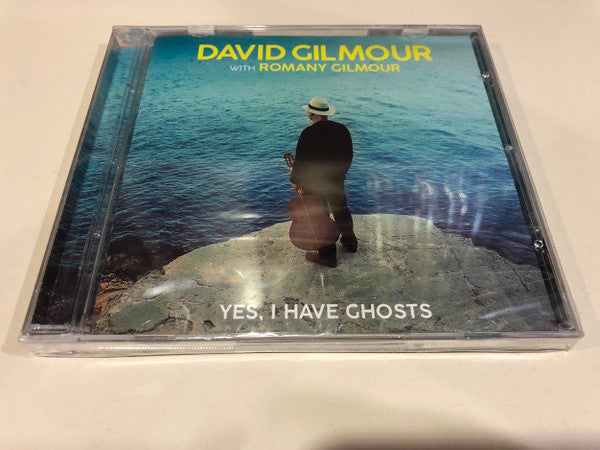 DAVID GILMOUR
WITH ROMANY GILMOUR
YES, I HAVE GHOSTS